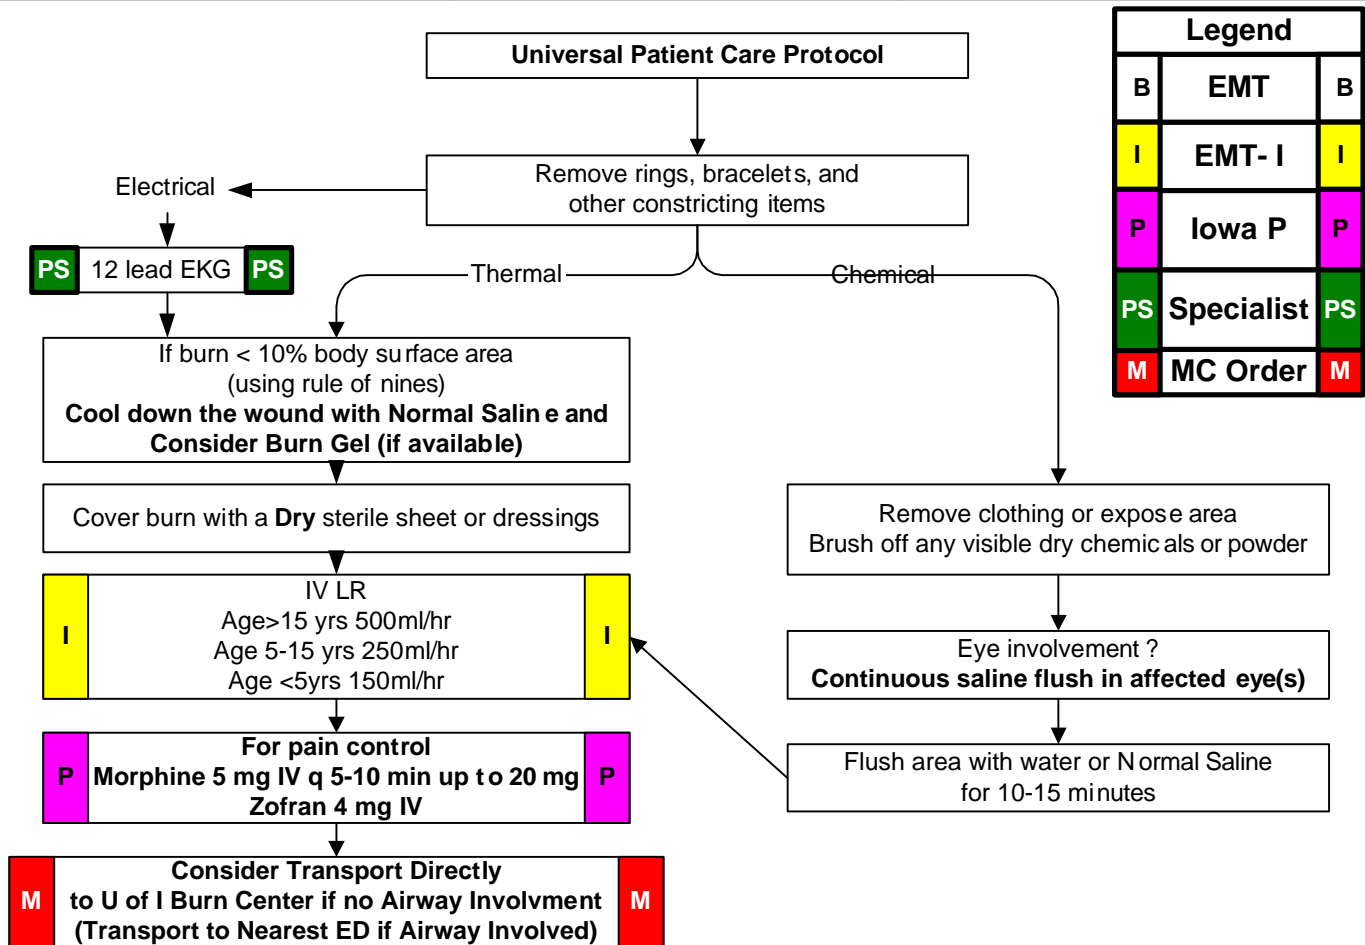 Universal Patient Care Protocol
Remove rings, bracelets, and
other constricting items
Electrical
PS 12 lead EKG PS
Thermal
Chemical
If burn < 10% body surface area
(using rule of nines)
Cool down the wound with Normal Saline and
Consider Burn Gel (if available)
Cover burn with a Dry sterile sheet or dressings
I I
IV LR
Age>15 yrs 500ml/hr
Age 5-15 yrs 250ml/hr
Age <5yrs 150ml/hr
For pain control
P Morphine 5 mg IV q 5-10 min up to 20 mg P
Zofran 4 mg IV
Consider Transport Directly
M to U of I Burn Center if no Airway Involvment M
(Transport to Nearest ED if Airway Involved)
Remove clothing or expose area
Brush off any visible dry chemicals or powder
Eye involvement ?
Continuous saline flush in affected eye(s)
Flush area with water or Normal Saline
for 10-15 minutes
Legend
B EMT B
I EMT- I I
P Iowa P P
PS Specialist PS
M MC Order M